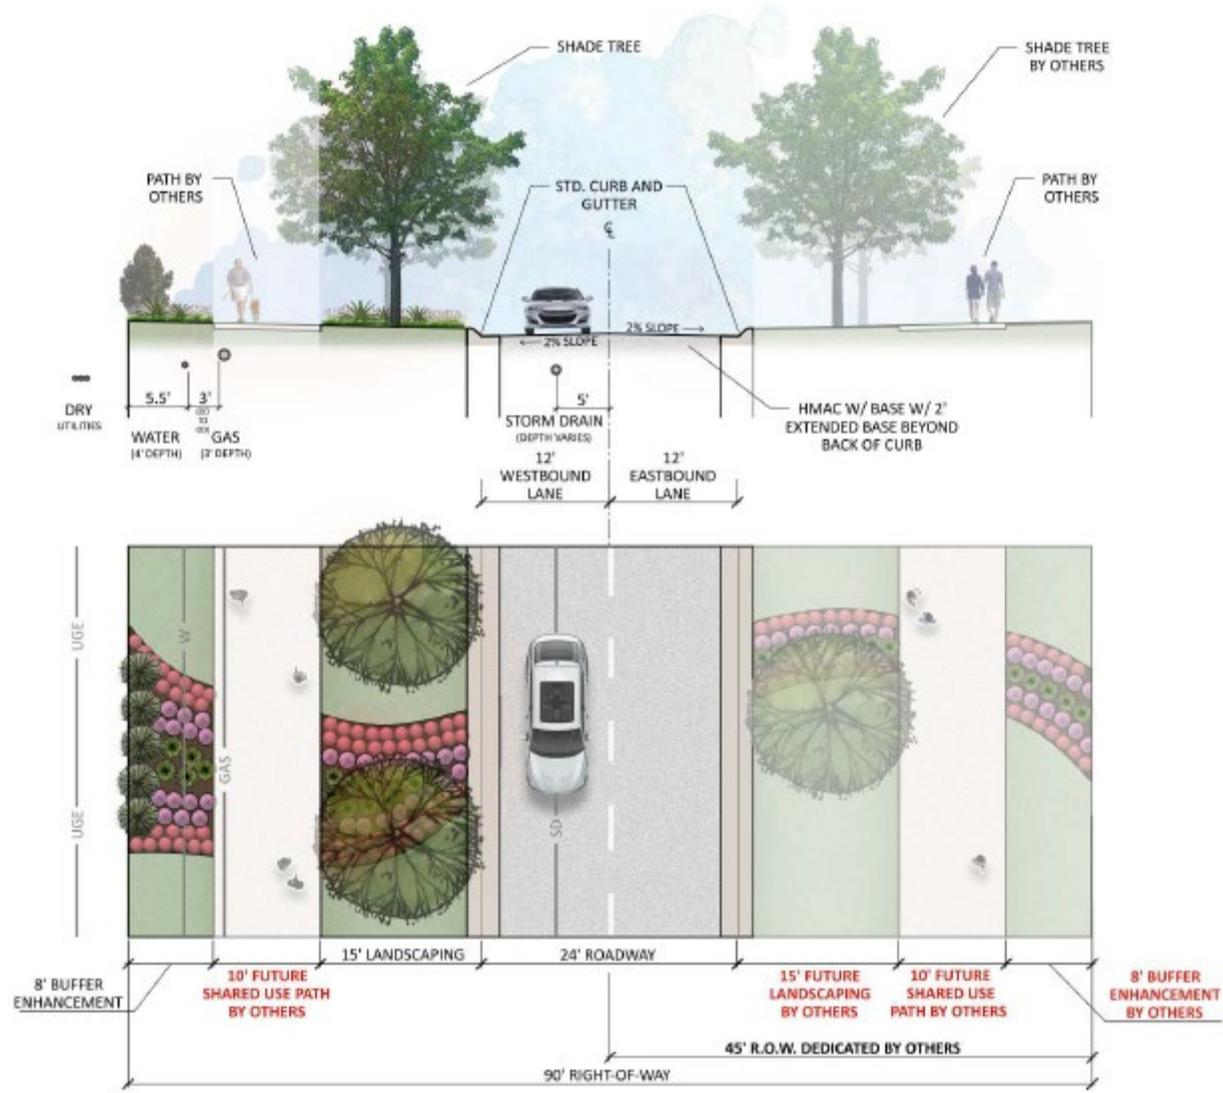 SHADE TREE
SHADE TREE
BY OTHERS
PATH BY
OTHERS
STD. CURB AND
GUTTER
PATH BY
OTHERS
2% SLOPE
2% SLOPE
5.5'
3'
5'
DRY
UTILITIES
WATER
(4' DEPTH)
GAS
(3' DEPTH)
STORM DRAIN
(DEPTH VARIES)
HMAC W/ BASE W/ 2'
EXTENDED BASE BEYOND
BACK OF CURB
12'
WESTBOUND
LANE
12'
EASTBOUND
LANE
UGE
W
GAS
UGE
SD
15' LANDSCAPING
24' ROADWAY
8' BUFFER
ENHANCEMENT
10' FUTURE
SHARED USE PATH
BY OTHERS
15' FUTURE
LANDSCAPING
BY OTHERS
10' FUTURE
SHARED USE
PATH BY OTHERS
8' BUFFER
ENHANCEMENT
BY OTHERS
45' R.O.W. DEDICATED BY OTHERS
90' RIGHT-OF-WAY